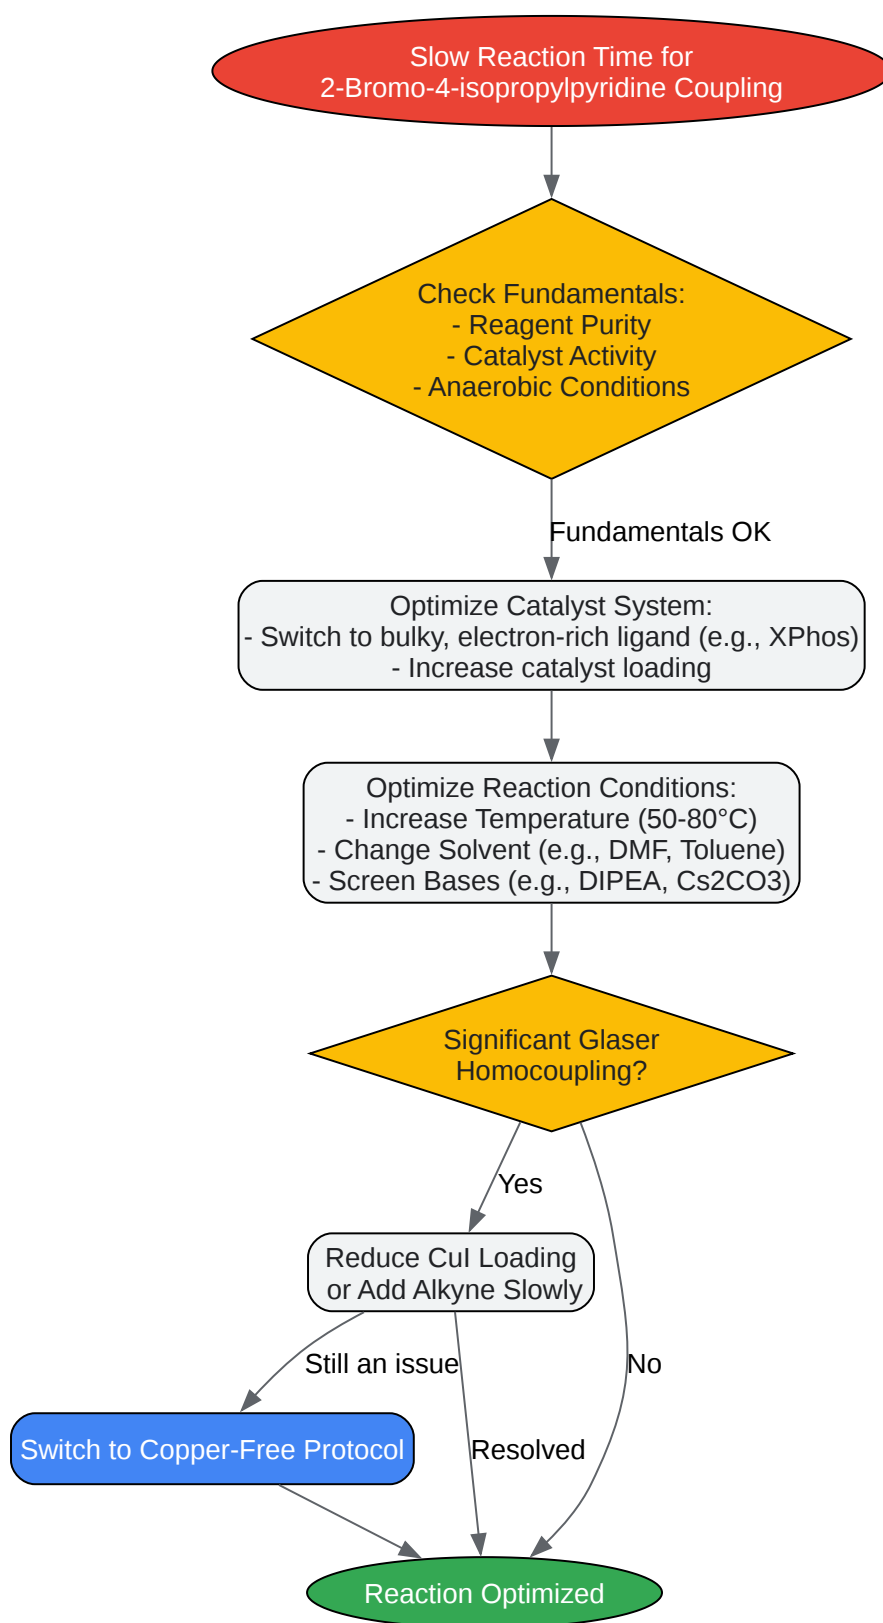 Slow Reaction Time for
2-Bromo-4-isopropylpyridine Coupling
Check Fundamentals:
- Reagent Purity
- Catalyst Activity
- Anaerobic Conditions
Fundamentals OK
Optimize Catalyst System:
- Switch to bulky, electron-rich ligand (e.g., XPhos)
- Increase catalyst loading
Optimize Reaction Conditions:
- Increase Temperature (50-80°C)
- Change Solvent (e.g., DMF, Toluene)
- Screen Bases (e.g., DIPEA, Cs2CO3)
Significant Glaser
Homocoupling?
Yes
Reduce CuI Loading
or Add Alkyne Slowly
Still an issue
No
Switch to Copper-Free Protocol
Resolved
Reaction Optimized